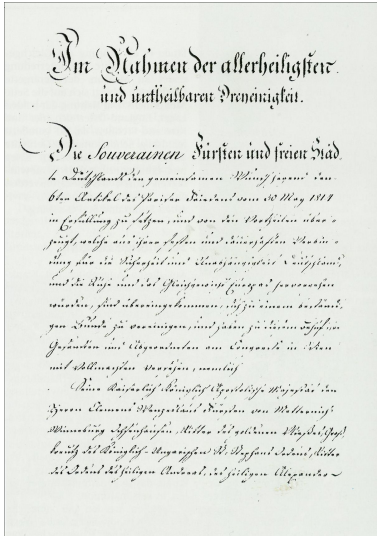 Im Nahmen der allerheiligsten
und untheilbaren Dreyeinigkeit.
Die Souverainen Fürsten und freien Städ-
te Deutschlands den gemeinsamen Wunsch hegend den
6ten Artikel des Pariser Friedens vom 30 May 1814
in Erfüllung zu setzen, und von den Vortheilen über-
zeugt, welche aus ihrer festen und dauerhaften Verbin-
dung für die Sicherheit und Unabhängigkeit Deutschlands,
und die Ruhe und das Gleichgewicht Europas hervorgehen
würden, sind übereingekommen, sich zu einem beständi-
gen Bunde zu vereinigen, und haben zu diesem Behuf ihre
Gesandten und Abgeordneten am Congresse in Wien
mit Vollmachten versehen, nemlich
Seine Kaiserlich Königlich Apostolische Majestät den
Herrn Clemens Wenzeslaus Fürsten von Metternich
Winneburg Ochsenhausen, Ritter des goldenen Vließes, Groß-
kreutz des Königlich-Ungarischen St. Stephans Ordens, Ritter
des Ordens des heiligen Andreas, des heiligen Alexander-